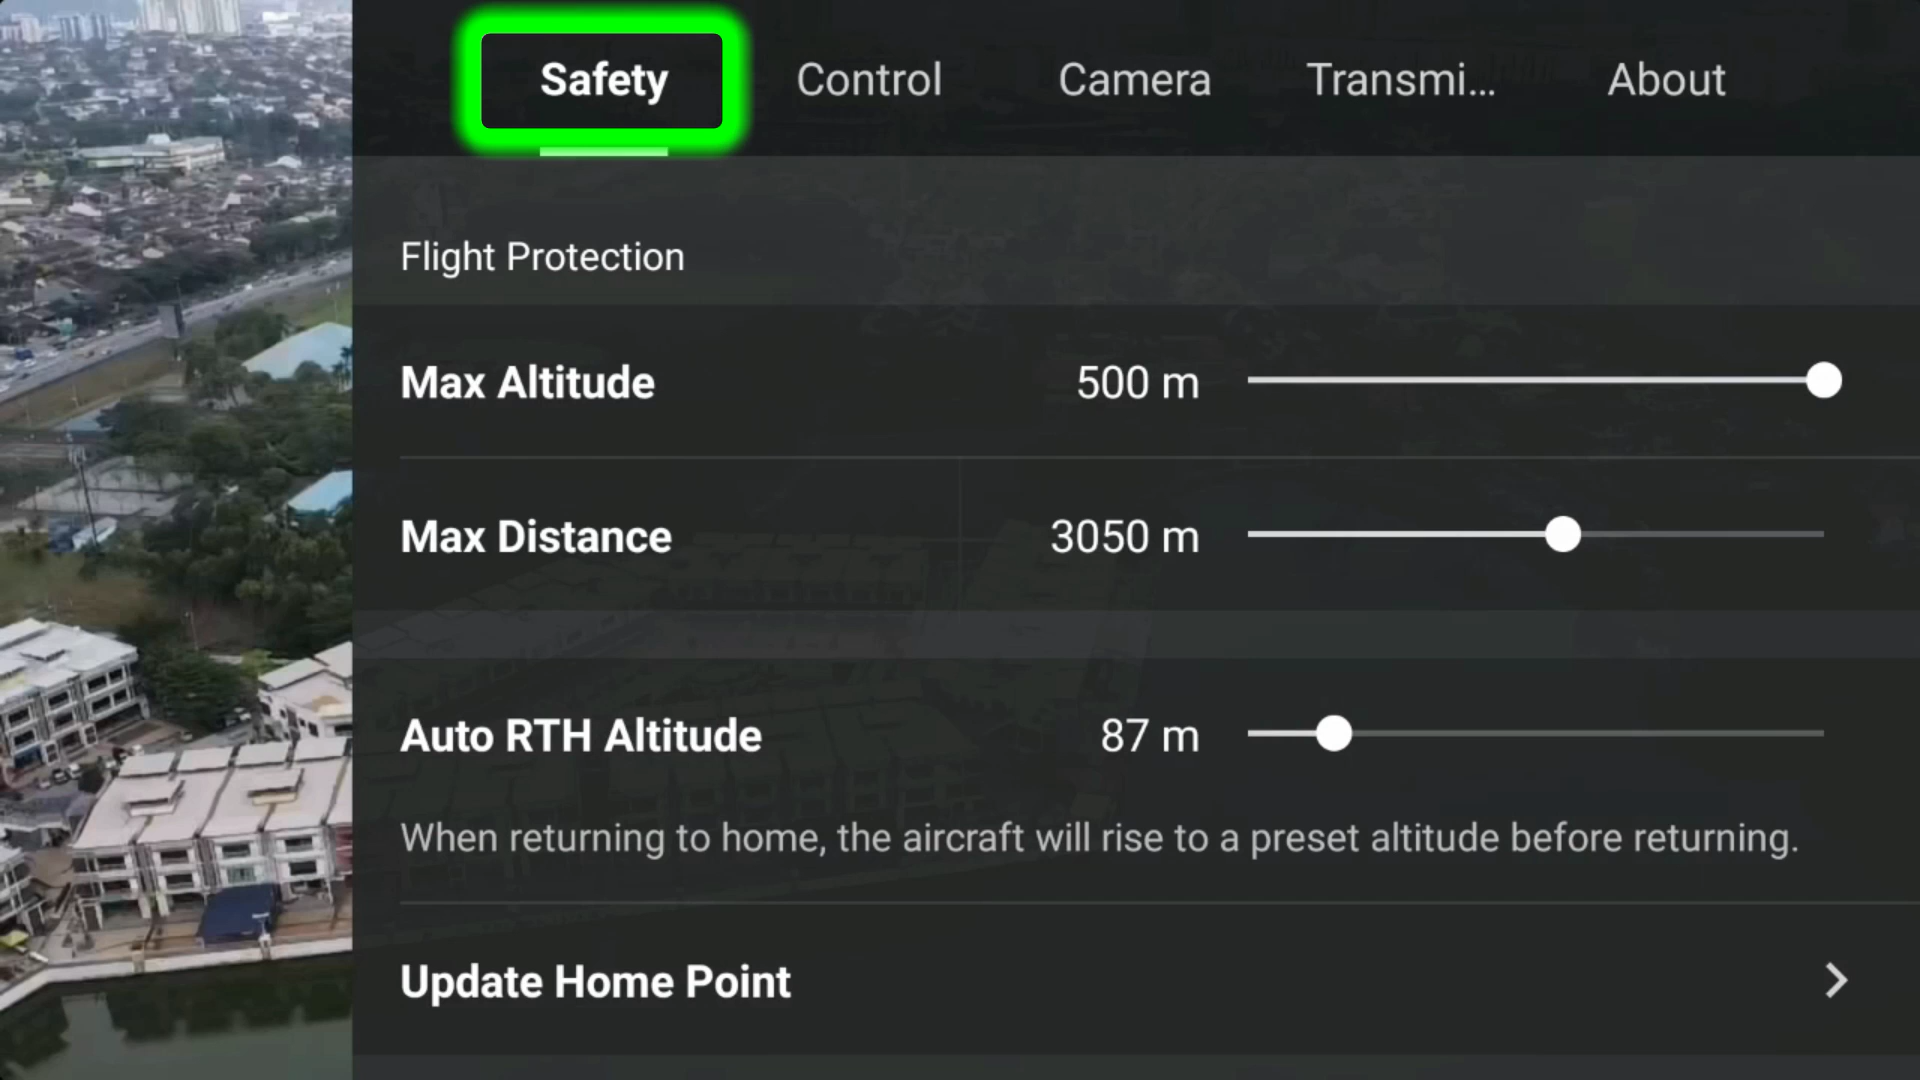 Safety Control Camera Transmi... About
Flight Protection
Max Altitude 500 m
Max Distance 3050 m
Auto RTH Altitude 87 m
When returning to home, the aircraft will rise to a preset altitude before returning.
Update Home Point